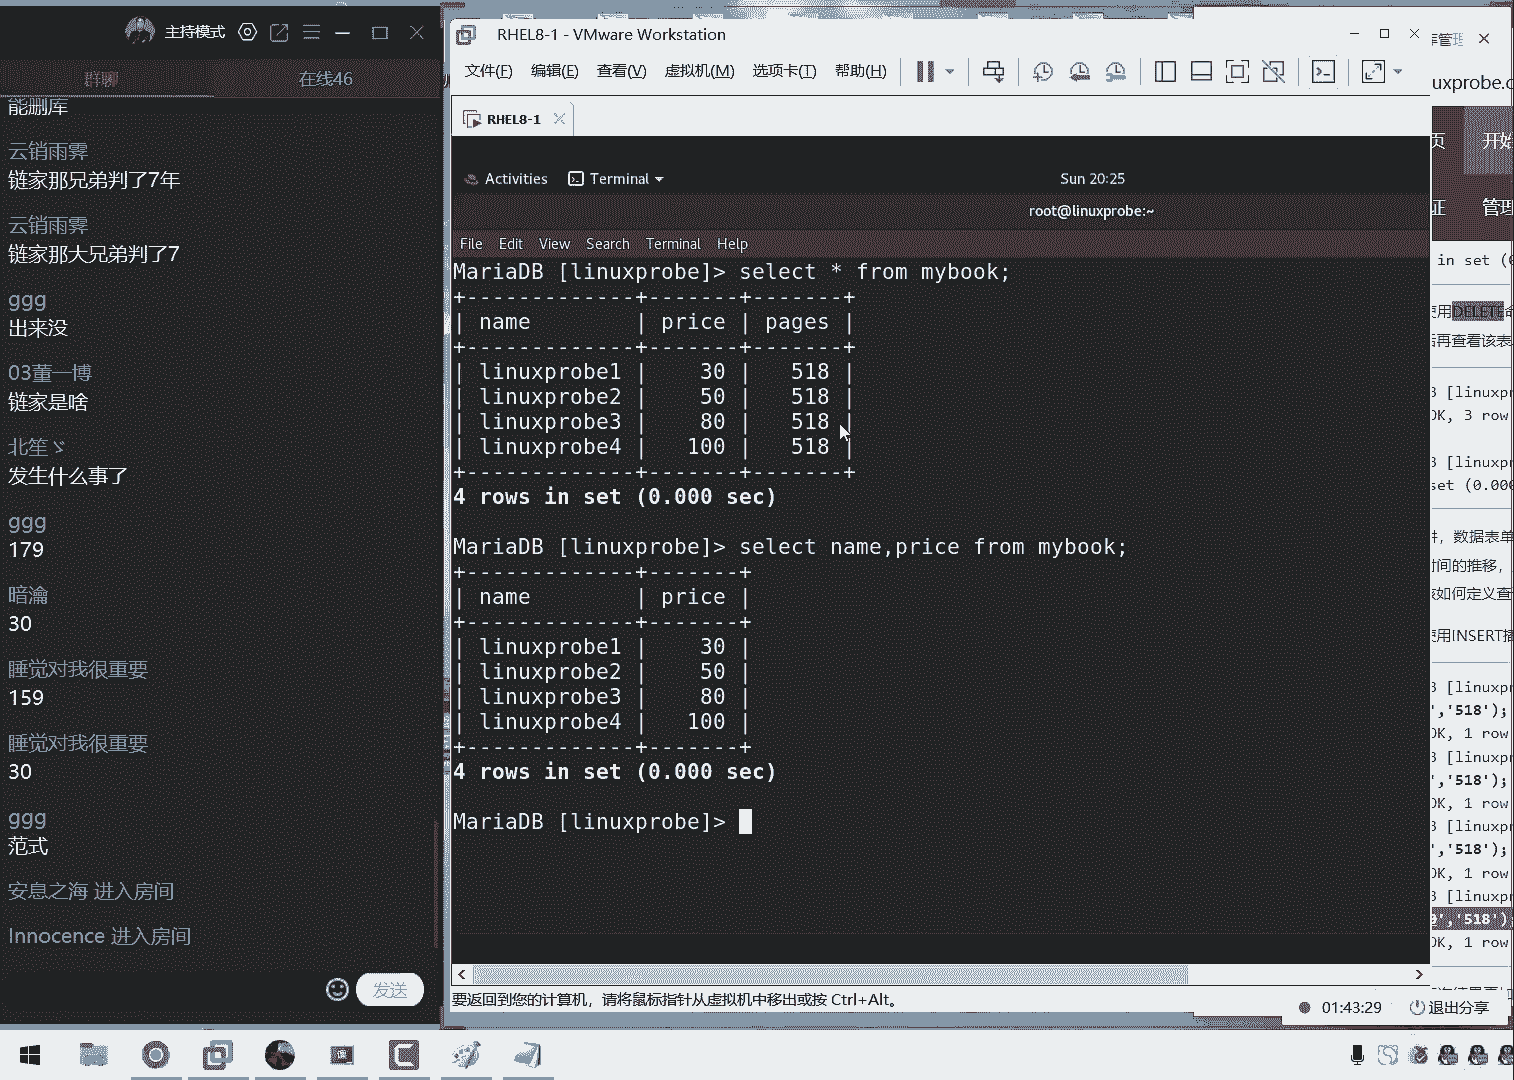 主持模式
群聊
在线46
能删库
云销雨霁
链家那兄弟判了7年
云销雨霁
链家那大兄弟判了7
ggg
出来没
03董一博
链家是啥
北笙ゞ
发生什么事了
ggg
179
暗瀹
30
睡觉对我很重要
159
睡觉对我很重要
30
ggg
范式
安息之海 进入房间
Innocence 进入房间
发送
RHEL8-1 - VMware Workstation
文件(F) 编辑(E) 查看(V) 虚拟机(M) 选项卡(T) 帮助(H)
RHEL8-1
Activities Terminal Sun 20:25
root@linuxprobe:~
File Edit View Search Terminal Help
MariaDB [linuxprobe]> select * from mybook;
+-------------+-------+-------+
| name        | price | pages |
+-------------+-------+-------+
| linuxprobe1 |    30 |   518 |
| linuxprobe2 |    50 |   518 |
| linuxprobe3 |    80 |   518 |
| linuxprobe4 |   100 |   518 |
+-------------+-------+-------+
4 rows in set (0.000 sec)
MariaDB [linuxprobe]> select name,price from mybook;
+-------------+-------+
| name        | price |
+-------------+-------+
| linuxprobe1 |    30 |
| linuxprobe2 |    50 |
| linuxprobe3 |    80 |
| linuxprobe4 |   100 |
+-------------+-------+
4 rows in set (0.000 sec)
MariaDB [linuxprobe]>
要返回到您的计算机，请将鼠标指针从虚拟机中移出或按 Ctrl+Alt。
库管理
uxprobe.c
页 开始
证 管理
in set (0
使用DELETE命
后再查看该表
B [linuxpr
OK, 3 row
B [linuxpr
set (0.000
件，数据表单
时间的推移，
该如何定义查
使用INSERT插
B [linuxpr
','518');
OK, 1 row
B [linuxpr
','518');
OK, 1 row
B [linuxpr
','518');
OK, 1 row
B [linuxpr
0','518');
OK, 1 row
01:43:29 退出分享